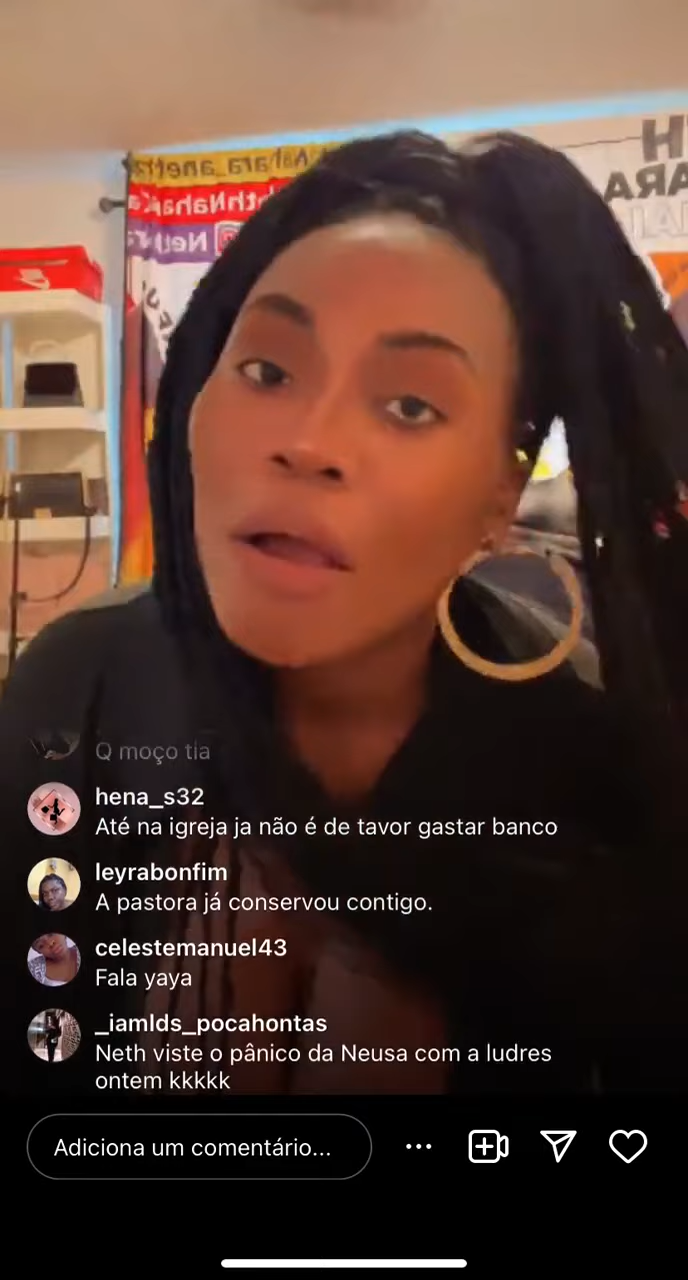 Q moço tia
hena_s32
Até na igreja ja não é de tavor gastar banco
leyrabonfim
A pastora já conservou contigo.
celestemanuel43
Fala yaya
_iamlds_pocahontas
Neth viste o pânico da Neusa com a ludres
ontem kkkkk
Adiciona um comentário...